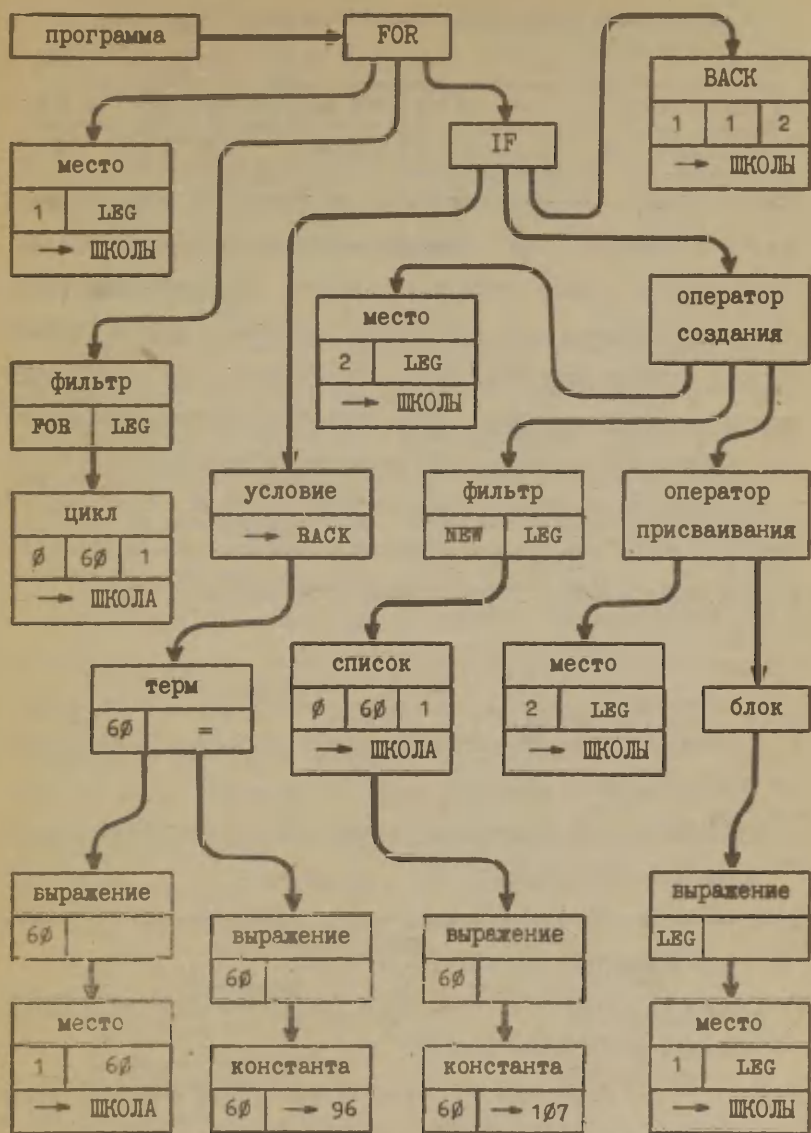 программа
FOR
BACK
1 1 2
→ ШКОЛЫ
IF
место
1 LEG
→ ШКОЛЫ
место
2 LEG
→ ШКОЛЫ
оператор
создания
фильтр
FOR LEG
цикл
Ø 6Ø 1
→ ШКОЛА
условие
→ BACK
фильтр
NEW LEG
оператор
присваивания
терм
6Ø =
список
Ø 6Ø 1
→ ШКОЛА
место
2 LEG
→ ШКОЛЫ
блок
выражение
6Ø
место
1 6Ø
→ ШКОЛА
выражение
6Ø
константа
6Ø → 96
выражение
6Ø
константа
6Ø → 1Ø7
выражение
LEG
место
1 LEG
→ ШКОЛЫ